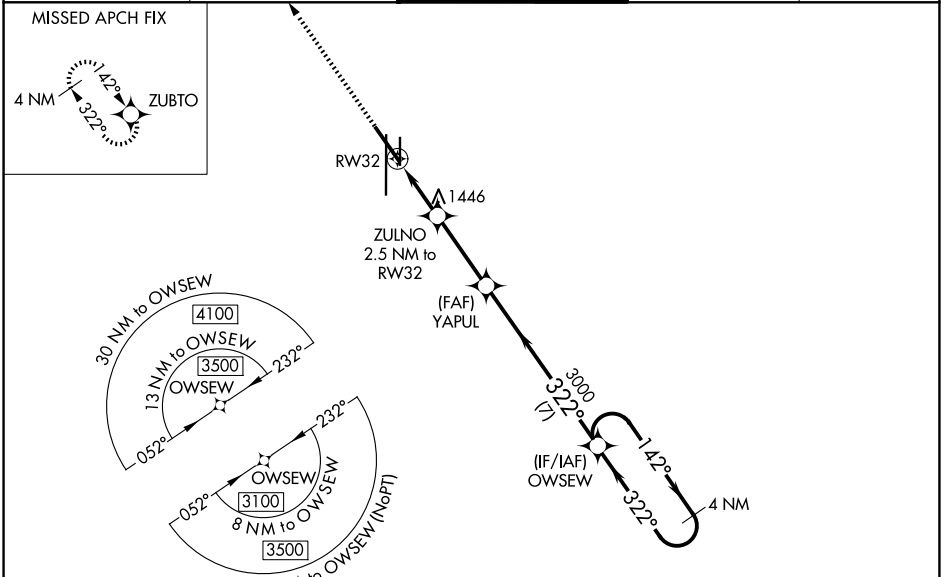 MISSED APCH FIX
4 NM
142°
322°
ZUBTO
RW32
1446
ZULNO
2.5 NM to
RW32
(FAF)
YAPUL
3000
322°
(7)
(IF/IAF)
OWSEW
142°
322°
4 NM
30 NM to OWSEW
4100
13 NM to OWSEW
3500
OWSEW
232°
052°
232°
OWSEW
052°
3100
8 NM to OWSEW
3500
to OWSEW (NoPT)